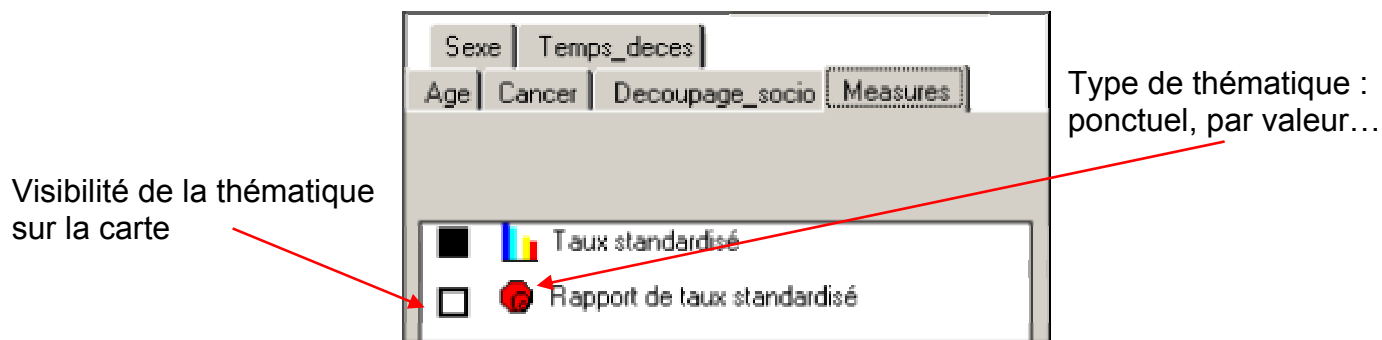 Sexe Temps_deces
Age Cancer Decoupage_socio Measures
Type de thématique :
ponctuel, par valeur…
Visibilité de la thématique
sur la carte
Taux standardisé
Rapport de taux standardisé